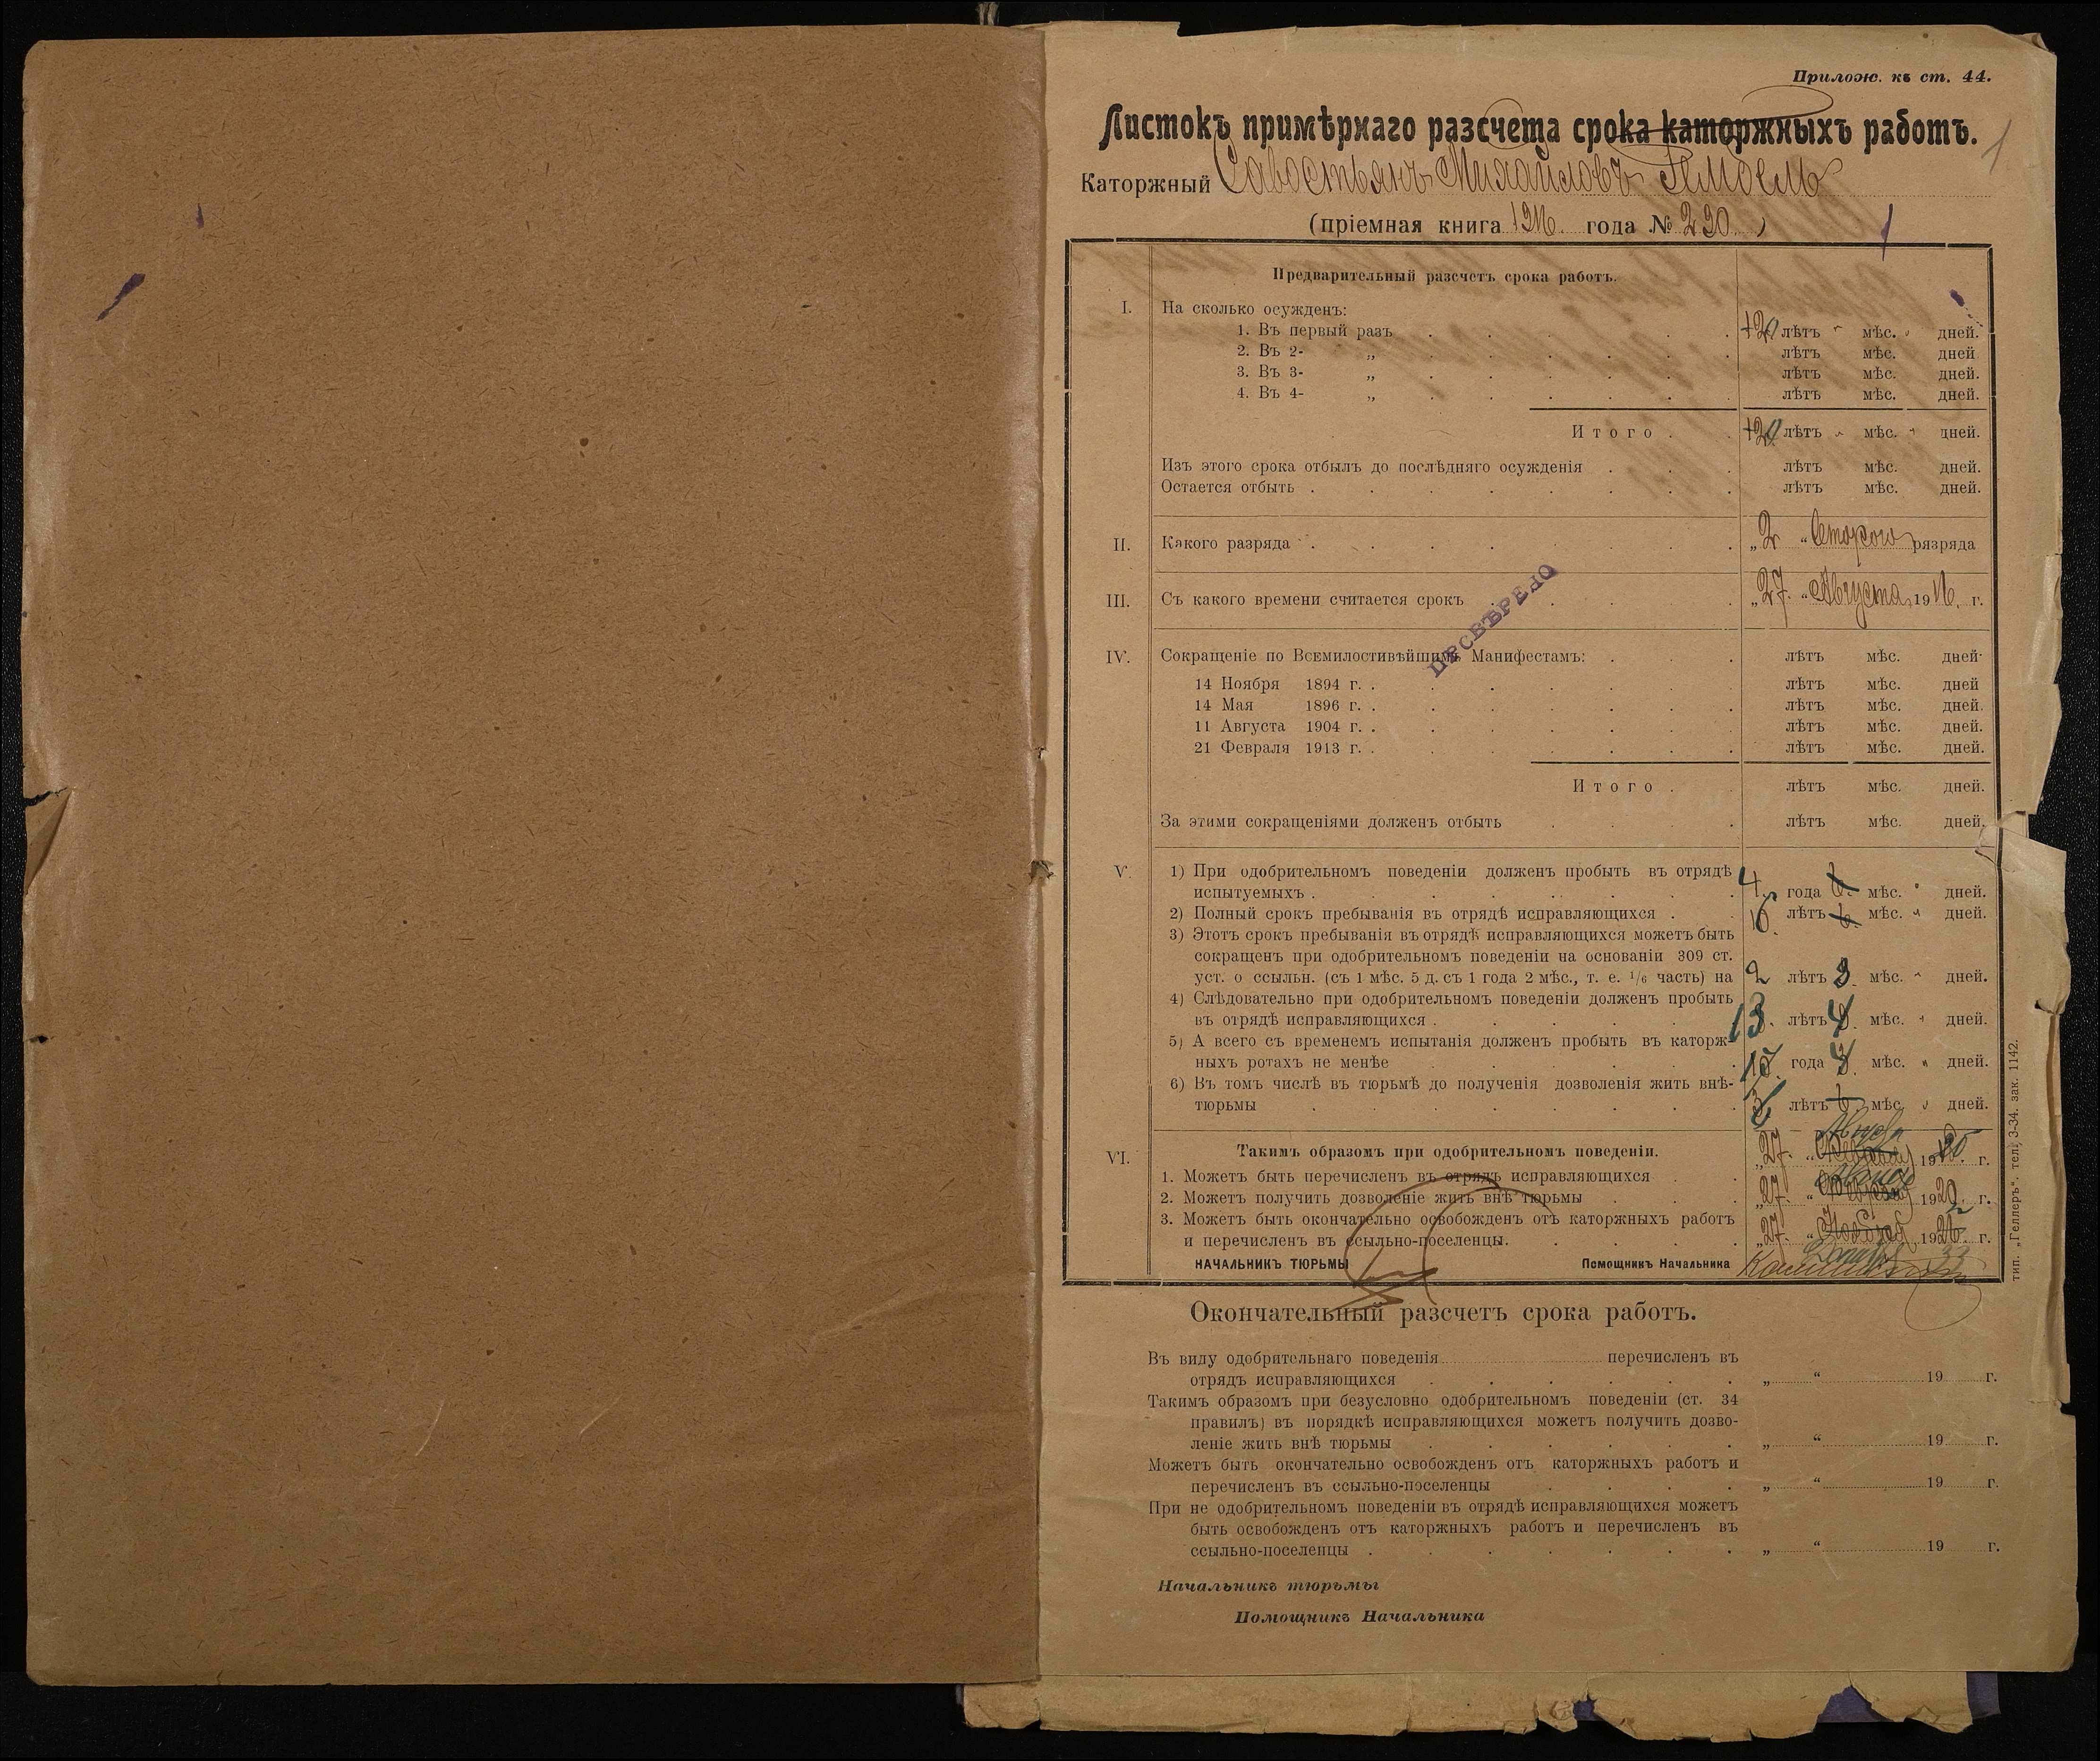 Прилож. къ ст. 44.
Листокъ примѣрнаго разсчета срока каторжныхъ работъ.
Каторжный Савостьянъ Михайловъ
(пріемная книга 1916 года № 230)
Предварительный разсчетъ срока работъ.
I. На сколько осужденъ:
1. Въ первый разъ +20 лѣтъ " мѣс. " дней.
2. Въ 2- „ лѣтъ мѣс. дней
3. Въ 3- „ лѣтъ мѣс. дней.
4. Въ 4- „ лѣтъ мѣс. дней.
Итого +20 лѣтъ " мѣс. " дней.
Изъ этого срока отбылъ до послѣдняго осужденія лѣтъ мѣс. дней.
Остается отбыть лѣтъ мѣс. дней.
II. Какого разряда „2“ Второго разряда
III. Съ какого времени считается срокъ „27“ Августа 1916 г.
ПРОВѢРЕНО
IV. Сокращеніе по Всемилостивѣйшимъ Манифестамъ: лѣтъ мѣс. дней
14 Ноября 1894 г. лѣтъ мѣс. дней
14 Мая 1896 г. лѣтъ мѣс. дней.
11 Августа 1904 г. лѣтъ мѣс. дней.
21 Февраля 1913 г. лѣтъ мѣс. дней.
Итого лѣтъ мѣс. дней.
За этими сокращеніями долженъ отбыть лѣтъ мѣс. дней.
V. 1) При одобрительномъ поведеніи долженъ пробыть въ отрядѣ
испытуемыхъ 4 года мѣс. " дней.
2) Полный срокъ пребыванія въ отрядѣ исправляющихся лѣтъ мѣс. " дней.
3) Этотъ срокъ пребыванія въ отрядѣ исправляющихся можетъ быть
сокращенъ при одобрительномъ поведеніи на основаніи 309 ст.
уст. о ссыльн. (съ 1 мѣс. 5 д. съ 1 года 2 мѣс., т. е. 1/6 часть) на 2 лѣтъ мѣс. " дней.
4) Слѣдовательно при одобрительномъ поведеніи долженъ пробыть
въ отрядѣ исправляющихся 13 лѣтъ 4 мѣс. " дней.
5) А всего съ временемъ испытанія долженъ пробыть въ каторж-
ныхъ ротахъ не менѣе года мѣс. " дней.
6) Въ томъ числѣ въ тюрьмѣ до полученія дозволенія жить внѣ-
тюрьмы лѣтъ мѣс. " дней.
VI. Такимъ образомъ при одобрительномъ поведеніи.
1. Можетъ быть перечисленъ въ отрядъ исправляющихся „27“ 1920 г.
2. Можетъ получить дозволеніе жить внѣ тюрьмы „27“ 19 г.
3. Можетъ быть окончательно освобожденъ отъ каторжныхъ работъ
и перечисленъ въ ссыльно-поселенцы. „27“ 19 г.
33
НАЧАЛЬНИКЪ ТЮРЬМЫ Помощникъ Начальника
тип. „Геллеръ“. тел. 3-34. зак. 1142.
Окончательный разсчетъ срока работъ.
Въ виду одобрительнаго поведенія перечисленъ въ
отрядъ исправляющихся „ “ 19 г.
Такимъ образомъ при безусловно одобрительномъ поведеніи (ст. 34
правилъ) въ порядкѣ исправляющихся можетъ получить дозво-
леніе жить внѣ тюрьмы „ “ 19 г.
Можетъ быть окончательно освобожденъ отъ каторжныхъ работъ и
перечисленъ въ ссыльно-поселенцы „ “ 19 г.
При не одобрительномъ поведеніи въ отрядѣ исправляющихся можетъ
быть освобожденъ отъ каторжныхъ работъ и перечисленъ въ
ссыльно-поселенцы „ “ 19 г.
Начальникъ тюрьмы
Помощникъ Начальника